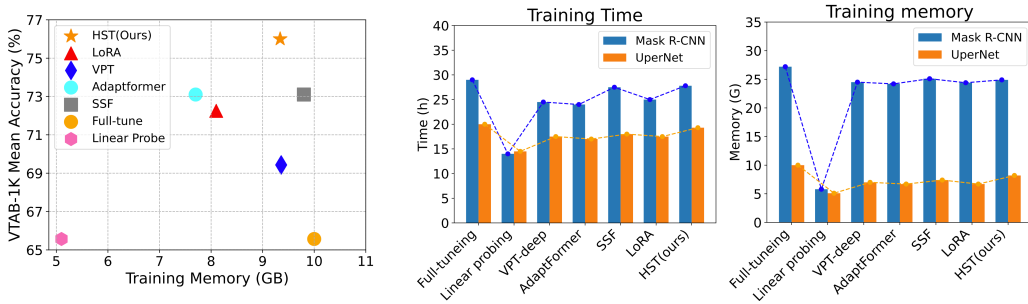 VTAB-1K Mean Accuracy (%)
77
75
73
71
69
67
65
HST(Ours)
LoRA
VPT
Adaptformer
SSF
Full-tune
Linear Probe
5
6
7
8
9
10
11
Training Memory (GB)
Training Time
Time (h)
40
35
30
25
20
15
10
5
0
Mask R-CNN
UperNet
Full-tuneing
Linear probing
VPT-deep
AdaptFormer
SSF
LoRA
HST(ours)
Training memory
Memory (G)
35
30
25
20
15
10
5
0
Mask R-CNN
UperNet
Full-tuneing
Linear probing
VPT-deep
AdaptFormer
SSF
LoRA
HST(ours)